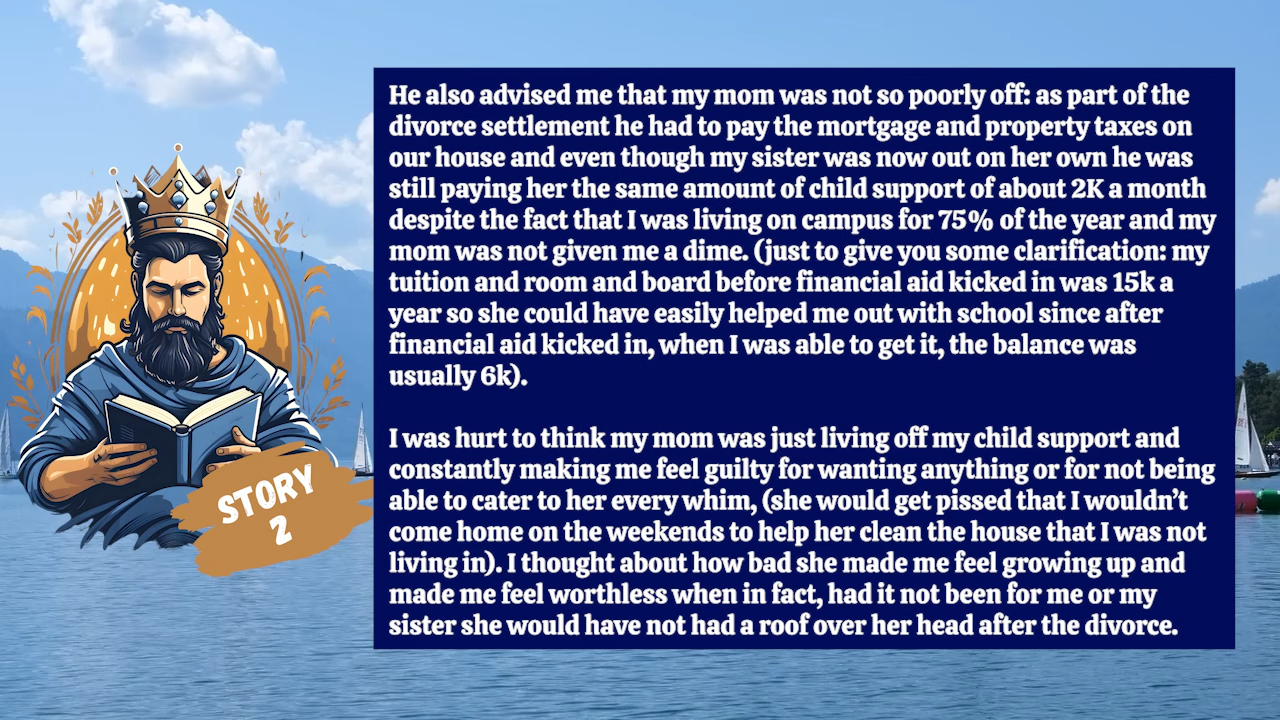 He also advised me that my mom was not so poorly off: as part of the
divorce settlement he had to pay the mortgage and property taxes on
our house and even though my sister was now out on her own he was
still paying her the same amount of child support of about 2K a month
despite the fact that I was living on campus for 75% of the year and my
mom was not given me a dime. (just to give you some clarification: my
tuition and room and board before financial aid kicked in was 15k a
year so she could have easily helped me out with school since after
financial aid kicked in, when I was able to get it, the balance was
usually 6k).
I was hurt to think my mom was just living off my child support and
constantly making me feel guilty for wanting anything or for not being
able to cater to her every whim, (she would get pissed that I wouldn’t
come home on the weekends to help her clean the house that I was not
living in). I thought about how bad she made me feel growing up and
made me feel worthless when in fact, had it not been for me or my
sister she would have not had a roof over her head after the divorce.
STORY
2